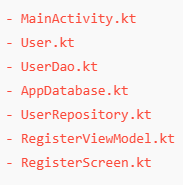 - MainActivity.kt
- User.kt
- UserDao.kt
- AppDatabase.kt
- UserRepository.kt
- RegisterViewModel.kt
- RegisterScreen.kt